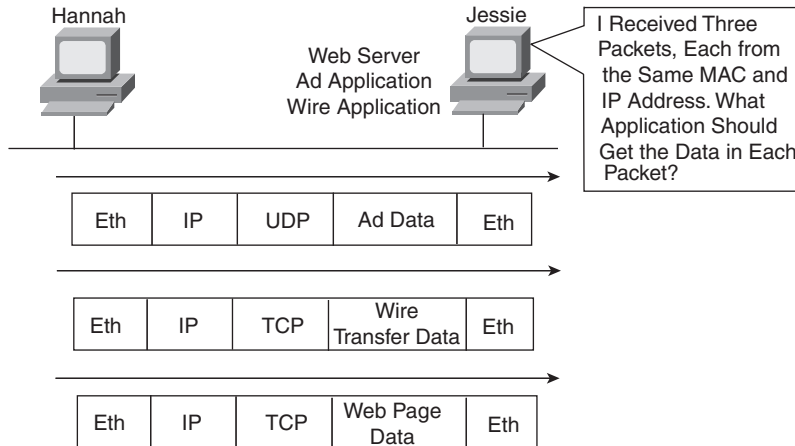 Hannah
Jessie
Web Server
Ad Application
Wire Application
I Received Three
Packets, Each from
the Same MAC and
IP Address. What
Application Should
Get the Data in Each
Packet?
Eth IP UDP Ad Data Eth
Eth IP TCP Wire
Transfer Data Eth
Eth IP TCP Web Page
Data Eth